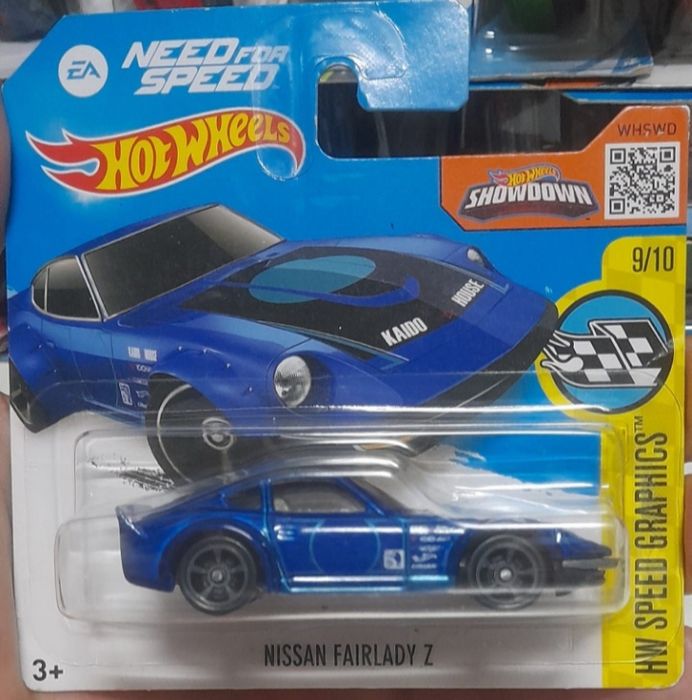 EA
NEED FOR
SPEED
HOT WHEELS
WHSWD
HOT WHEELS
SHOWDOWN
9/10
KAIDO
HOUSE
HW SPEED GRAPHICS™
NISSAN FAIRLADY Z
3+